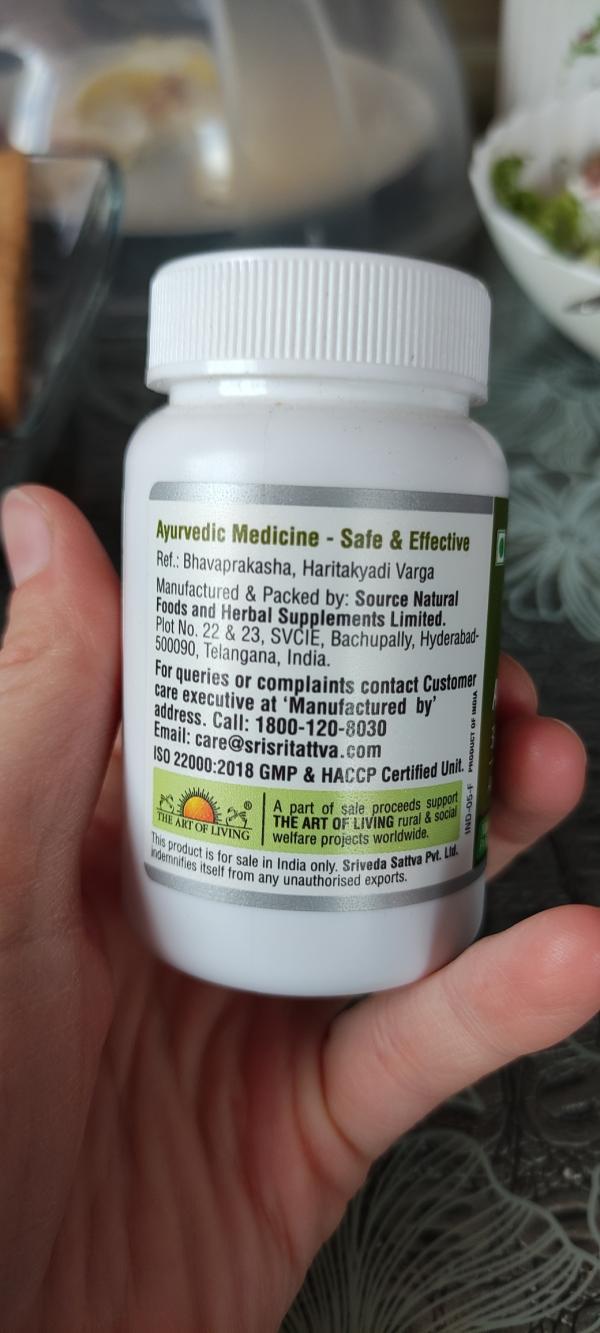 Ayurvedic Medicine - Safe & Effective
Ref.: Bhavaprakasha, Haritakyadi Varga
Manufactured & Packed by: Source Natural
Foods and Herbal Supplements Limited.
Plot No. 22 & 23, SVCIE, Bachupally, Hyderabad-
500090, Telangana, India.
For queries or complaints contact Customer
care executive at ‘Manufactured by’
address. Call: 1800-120-8030
Email: care@srisritattva.com
ISO 22000:2018 GMP & HACCP Certified Unit.
THE ART OF LIVING®
A part of sale proceeds support
THE ART OF LIVING rural & social
welfare projects worldwide.
This product is for sale in India only. Sriveda Sattva Pvt. Ltd.
indemnifies itself from any unauthorised exports.
IND-05-F PRODUCT OF INDIA